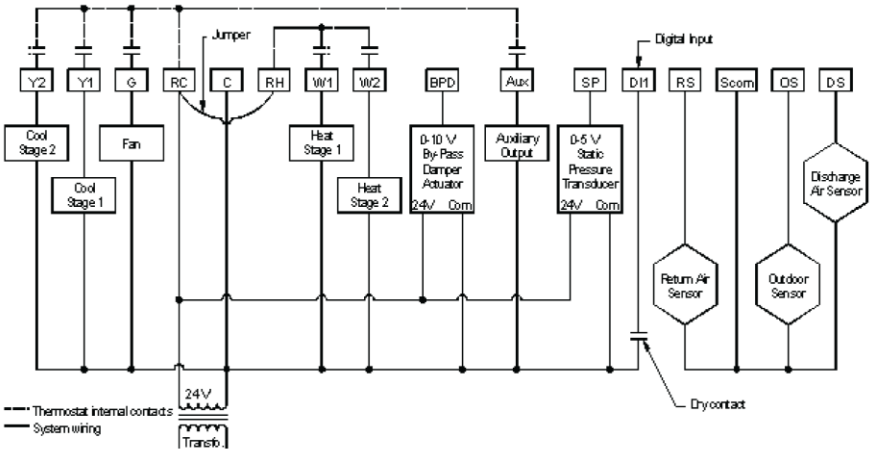 Jumper
Digital Input
Y2 Y1 G RC C RH W1 W2 BPD Aux SP DI1 RS Scom OS DS
Cool
Stage 2
Fan
Cool
Stage 1
Heat
Stage 1
Heat
Stage 2
0-10 V
By-Pass
Damper
Actuator
24V Com
Auxiliary
Output
0-5 V
Static
Pressure
Transducer
24V Com
Discharge
Air Sensor
Return Air
Sensor
Outdoor
Sensor
24V
Dry contact
Thermostat internal contacts
System wiring
Transfo.